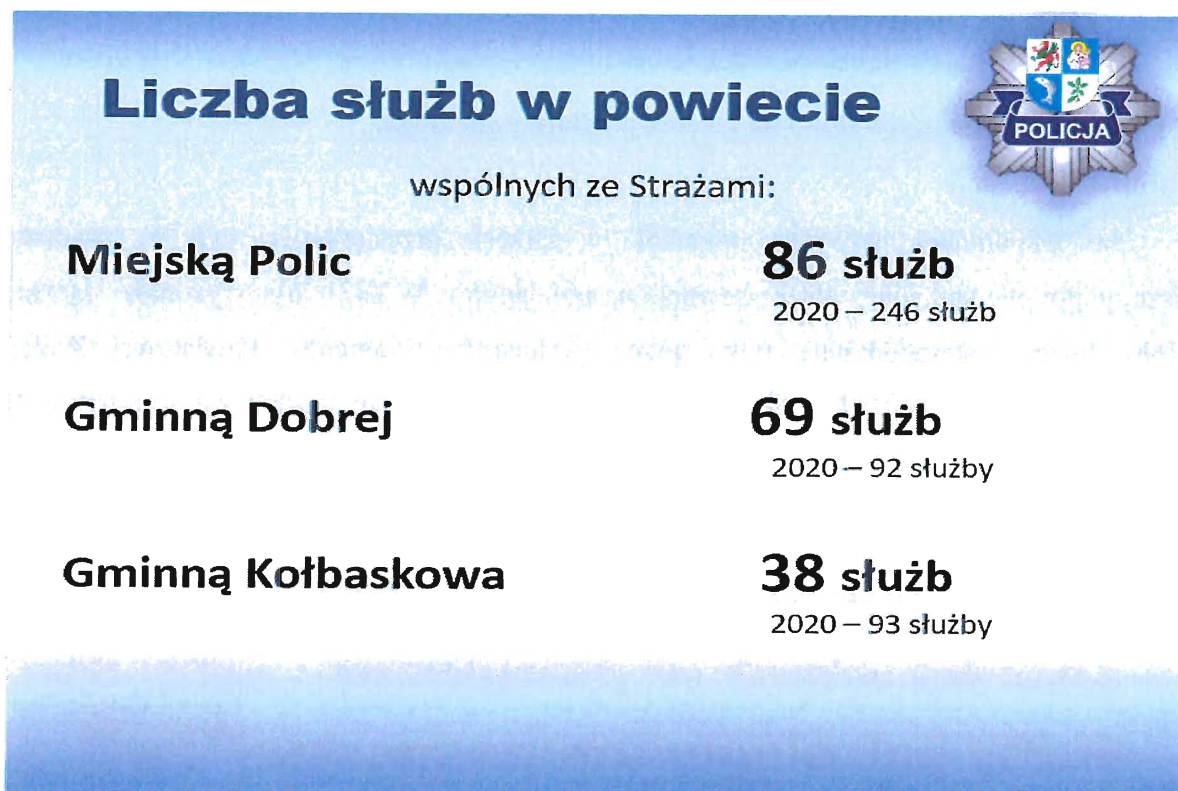 Liczba służb w powiecie
POLICJA
wspólnych ze Strażami:
Miejską Polic 86 służb
2020 – 246 służb
Gminną Dobrej 69 służb
2020 – 92 służby
Gminną Kołbaskowa 38 służb
2020 – 93 służby